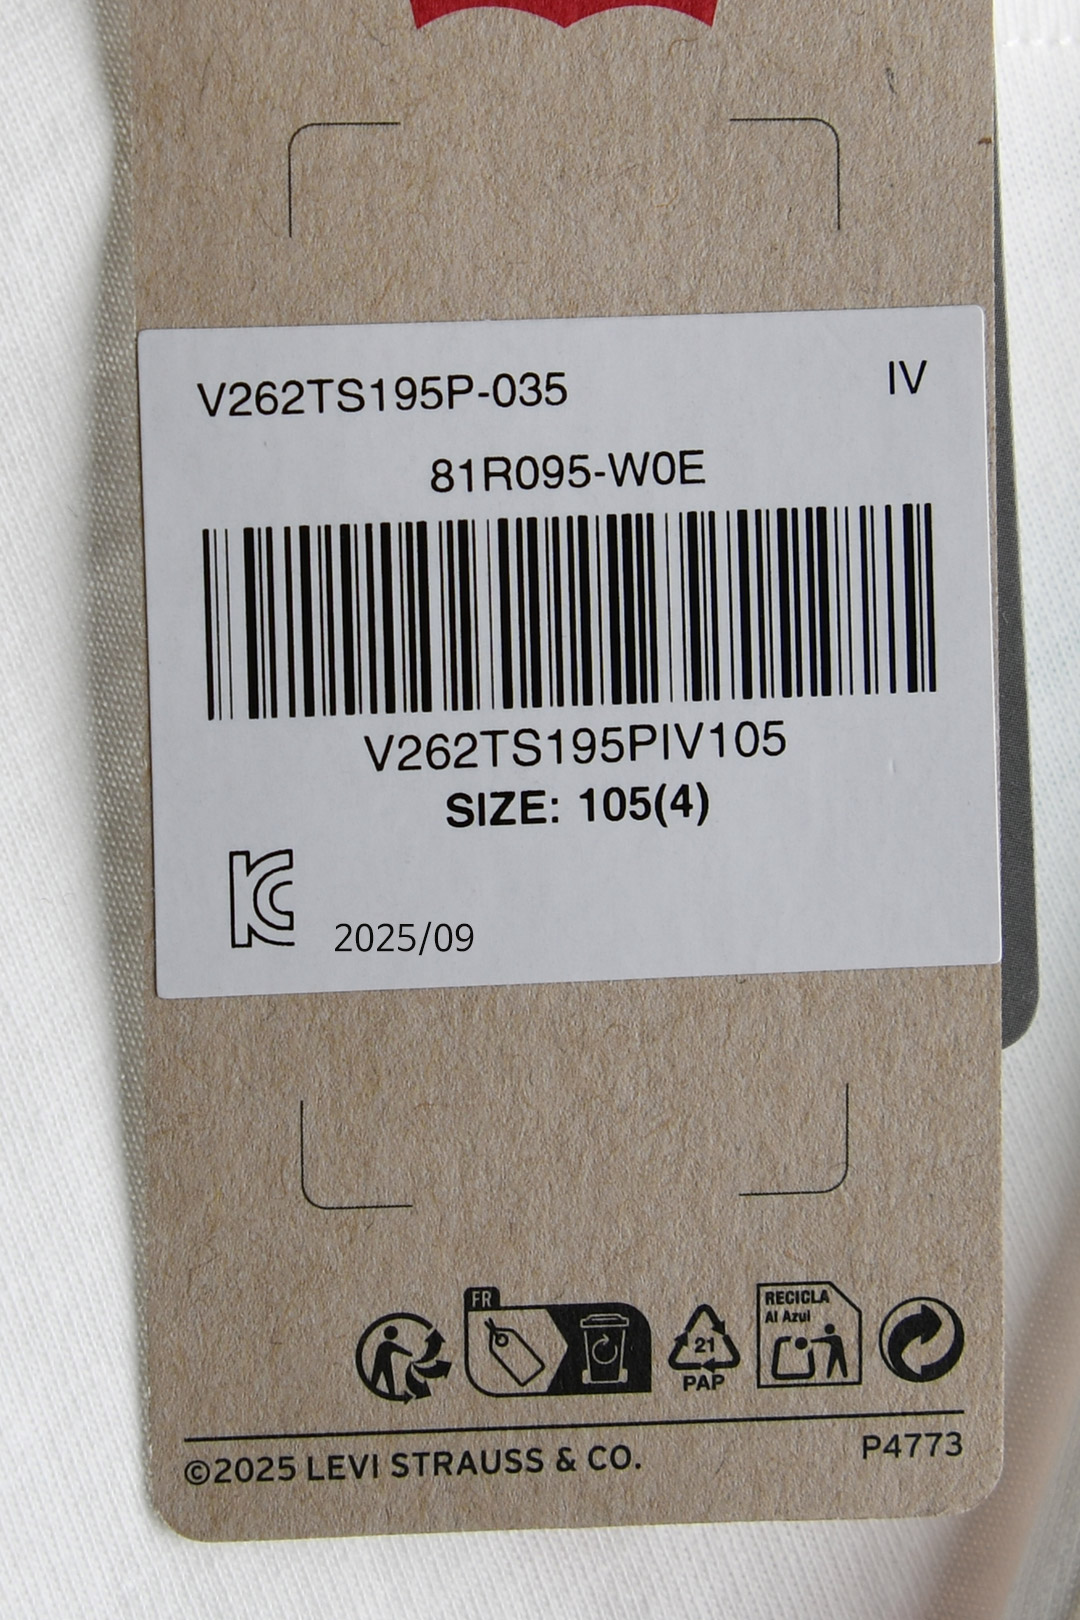 V262TS195P-035 IV
81R095-W0E
V262TS195PIV105
SIZE: 105(4)
2025/09
FR
21
PAP
RECICLA
Al Azul
©2025 LEVI STRAUSS & CO. P4773